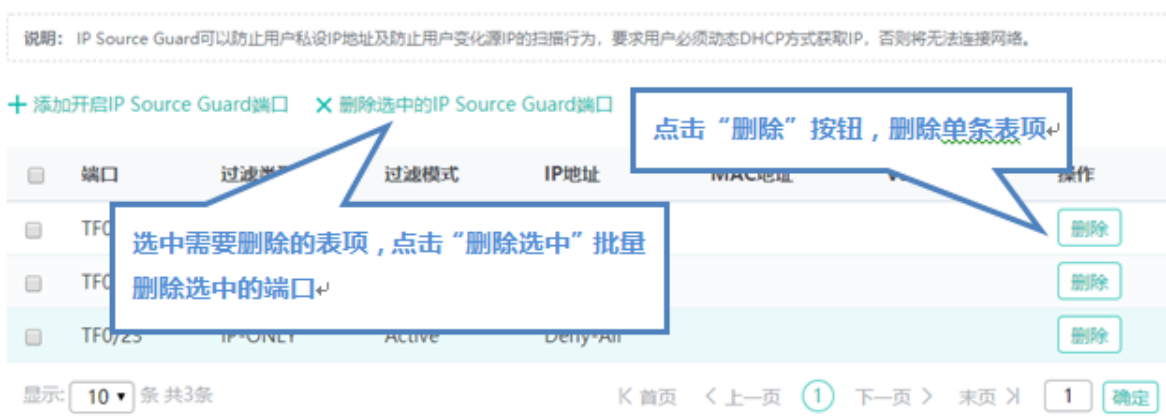 说明： IP Source Guard可以防止用户私设IP地址及防止用户变化源IP的扫描行为，要求用户必须动态DHCP方式获取IP，否则将无法连接网络。
添加开启IP Source Guard端口 删除选中的IP Source Guard端口
点击“删除”按钮，删除单条表项
端口 过滤模式 IP地址 操作
选中需要删除的表项，点击“删除选中”批量
删除选中的端口
删除
删除
TF0/23 IP-ONLY Active Deny-All 删除
显示: 10 条 共3条 首页 上一页 1 下一页 末页 1 确定